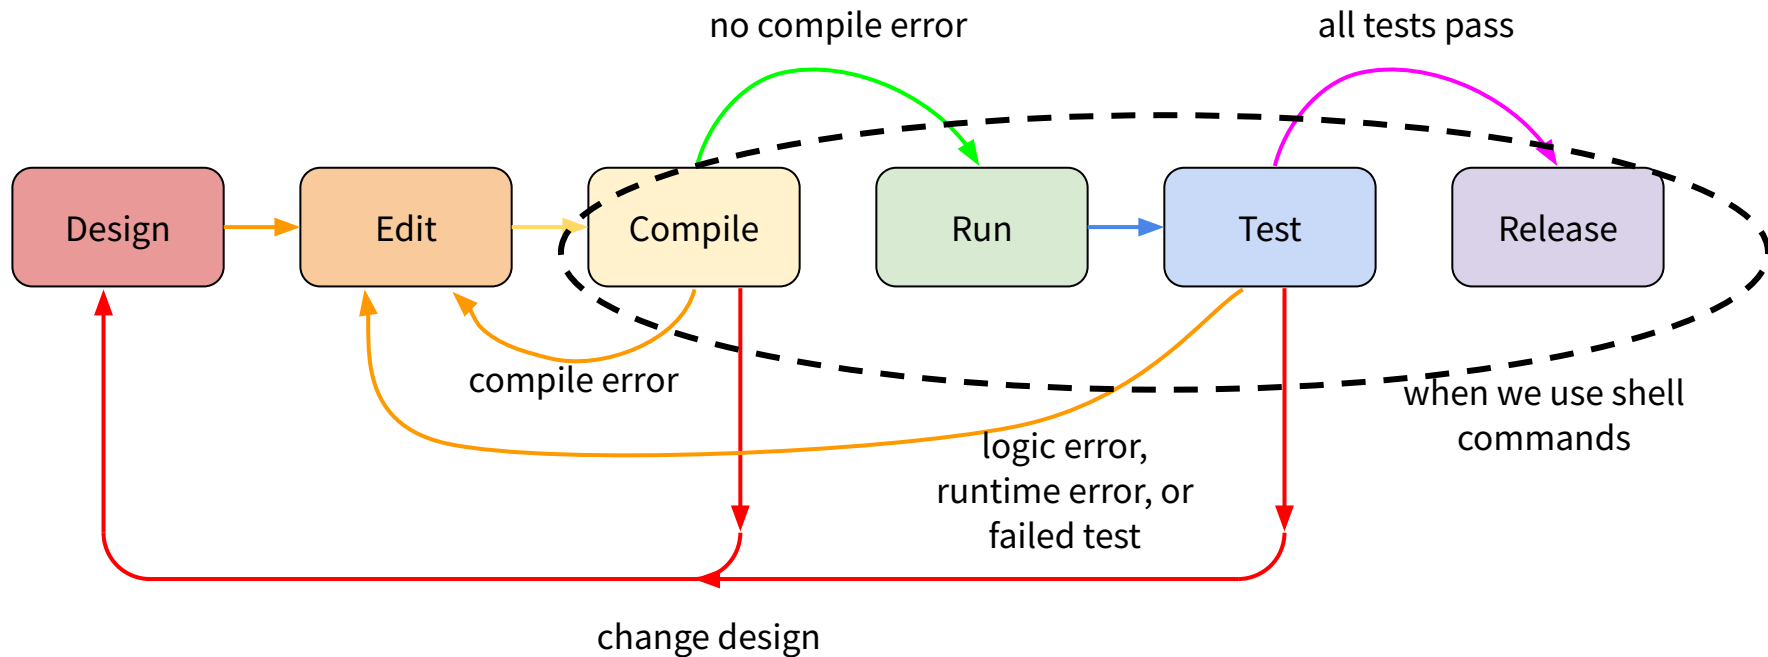 no compile error
all tests pass
Design
Edit
Compile
Run
Test
Release
compile error
when we use shell
commands
logic error,
runtime error, or
failed test
change design